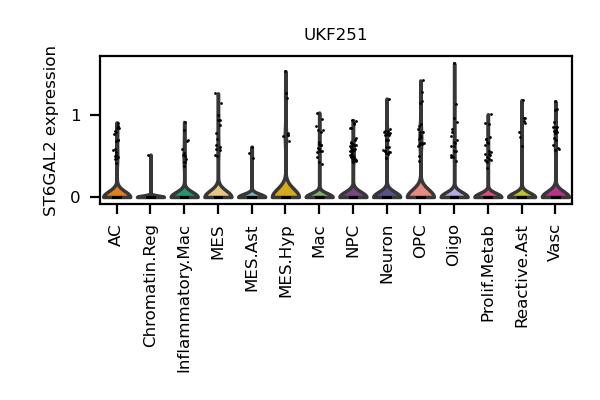 UKF251
ST6GAL2 expression
1
0
AC
Chromatin.Reg
Inflammatory.Mac
MES
MES.Ast
MES.Hyp
Mac
NPC
Neuron
OPC
Oligo
Prolif.Metab
Reactive.Ast
Vasc